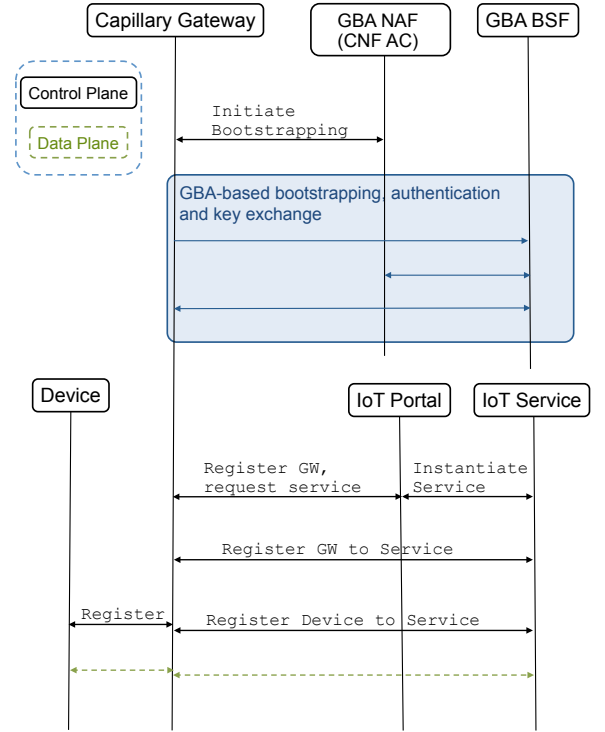 Capillary Gateway
GBA NAF
(CNF AC)
GBA BSF
Control Plane
Data Plane
Initiate
Bootstrapping
GBA-based bootstrapping, authentication
and key exchange
Device
IoT Portal
IoT Service
Register GW,
request service
Instantiate
Service
Register GW to Service
Register
Register Device to Service